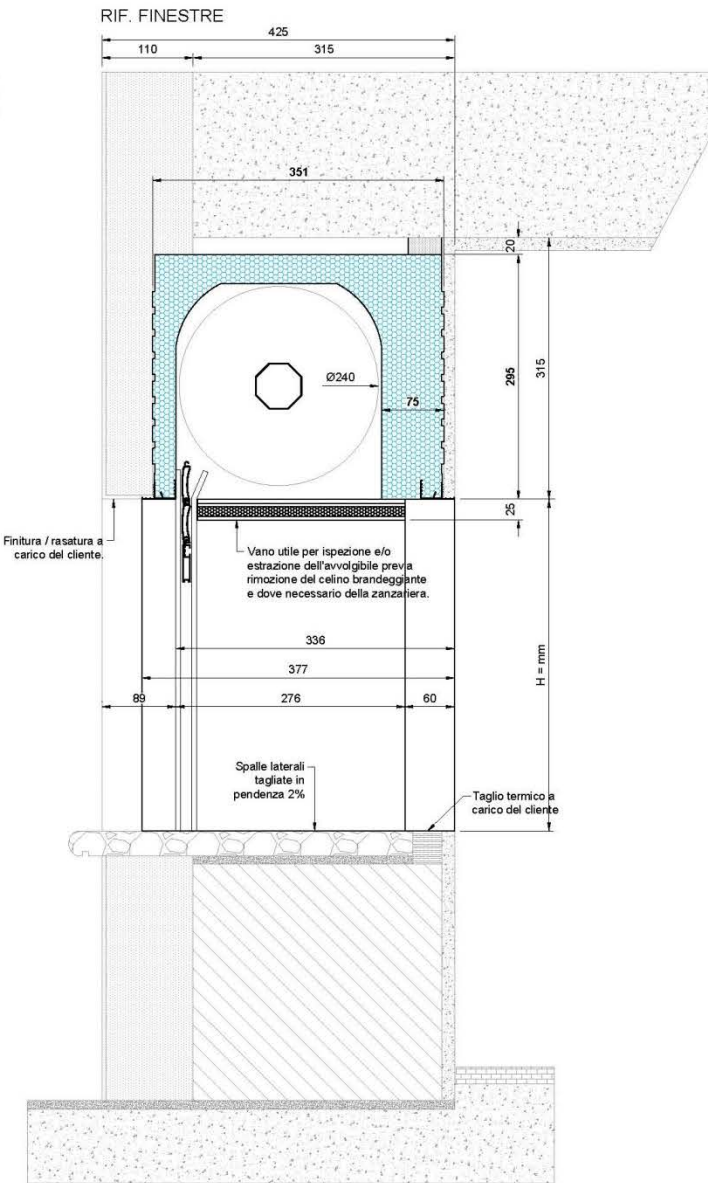 RIF. FINESTRE
425
110
315
351
20
Ø240
75
295
315
25
Finitura / rasatura a
carico del cliente.
Vano utile per ispezione e/o
estrazione dell'avvolgibile previa
rimozione del celino brandeggiante
e dove necessario della zanzariera.
336
377
89
276
60
H = mm
Spalle laterali
tagliate in
pendenza 2%
Taglio termico a
carico del cliente